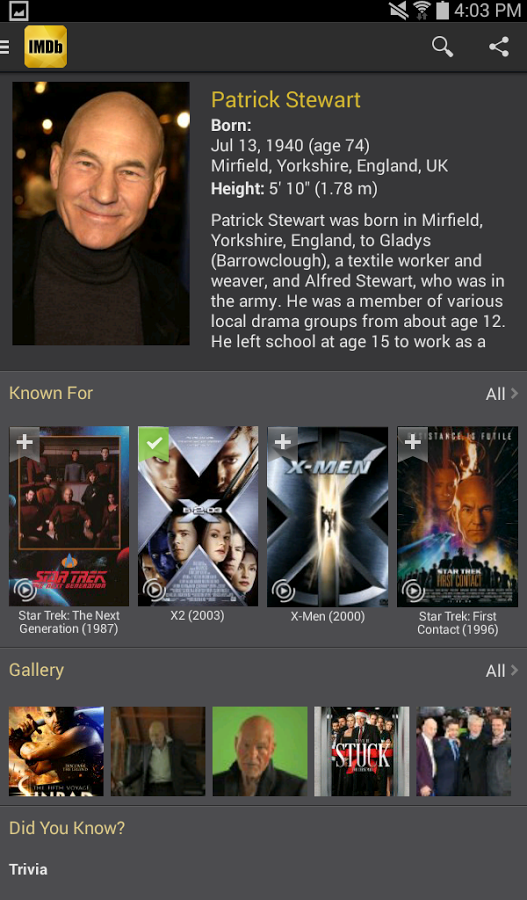 4:03 PM
IMDb
Patrick Stewart
Born:
Jul 13, 1940 (age 74)
Mirfield, Yorkshire, England, UK
Height: 5' 10" (1.78 m)
Patrick Stewart was born in Mirfield,
Yorkshire, England, to Gladys
(Barrowclough), a textile worker and
weaver, and Alfred Stewart, who was in
the army. He was a member of various
local drama groups from about age 12.
He left school at age 15 to work as a
Known For
All
STAR TREK
THE NEXT GENERATION
X-MEN
RESISTANCE IS FUTILE
STAR TREK
FIRST CONTACT
Star Trek: The Next
Generation (1987)
X2 (2003)
X-Men (2000)
Star Trek: First
Contact (1996)
Gallery
All
THE FIFTH VOYAGE
STUCK
Did You Know?
Trivia